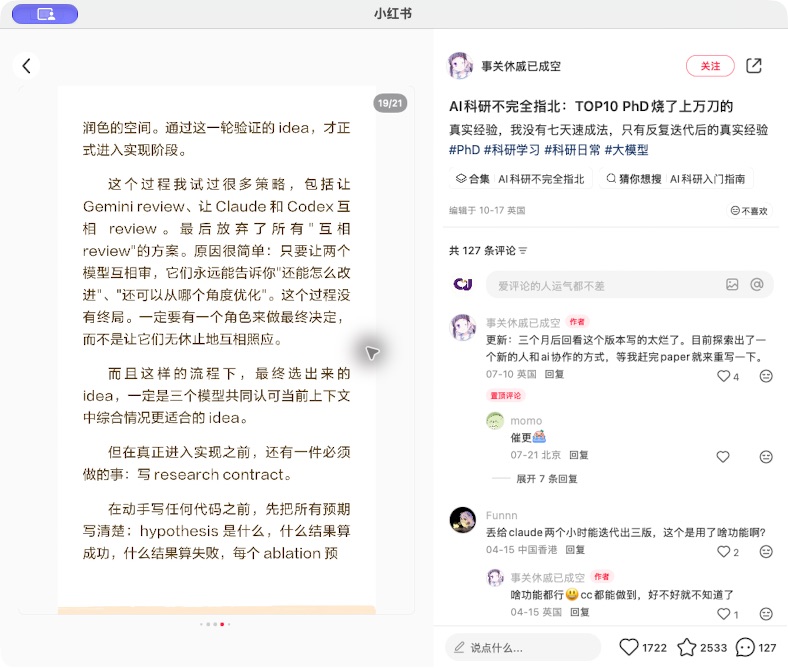 小红书
19/21
润色的空间。通过这一轮验证的 idea，才正
式进入实现阶段。
这个过程我试过很多策略，包括让
Gemini review、让 Claude 和 Codex 互
相 review。最后放弃了所有"互相
review"的方案。原因很简单：只要让两个
模型互相审，它们永远能告诉你"还能怎么改
进"、"还可以从哪个角度优化"。这个过程没
有终局。一定要有一个角色来做最终决定，
而不是让它们无休止地互相照应。
而且这样的流程下，最终选出来的
idea，一定是三个模型共同认可当前上下文
中综合情况更适合的 idea。
但在真正进入实现之前，还有一件必须
做的事：写 research contract。
在动手写任何代码之前，先把所有预期
写清楚：hypothesis 是什么，什么结果算
成功，什么结果算失败，每个 ablation 预
事关休戚已成空
关注
AI科研不完全指北：TOP10 PhD烧了上万刀的
真实经验，我没有七天速成法，只有反复迭代后的真实经验
#PhD #科研学习 #科研日常 #大模型
合集 AI科研不完全指北
猜你想搜 AI科研入门指南
编辑于 10-17 英国
不喜欢
共 127 条评论
CJ
爱评论的人运气都不差
事关休戚已成空 作者
更新：三个月后回看这个版本写的太烂了。目前探索出了一
个新的人和ai协作的方式，等我赶完paper就来重写一下。
07-10 英国 回复
4
置顶评论
momo
催更
07-21 北京 回复
展开 7 条回复
Funnn
丢给claude两个小时能迭代出三版，这个是用了啥功能啊?
04-15 中国香港 回复
2
事关休戚已成空 作者
啥功能都行😃cc都能做到，好不好就不知道了
04-15 英国 回复
1
说点什么...
1722
2533
127